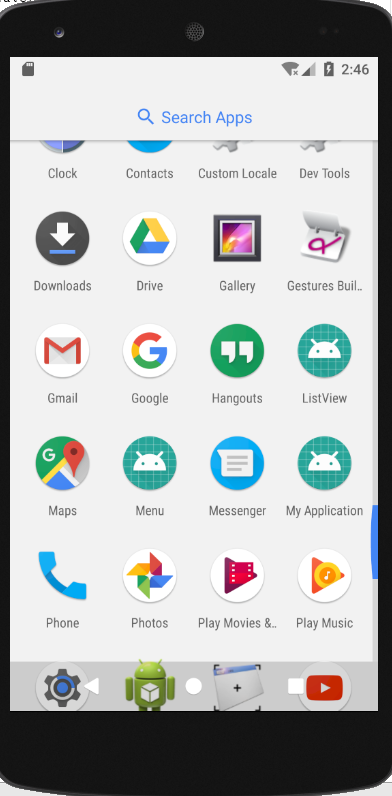 2:46
Search Apps
Clock Contacts Custom Locale Dev Tools
Downloads Drive Gallery Gestures Buil..
Gmail Google Hangouts ListView
Maps Menu Messenger My Application
Phone Photos Play Movies &.. Play Music